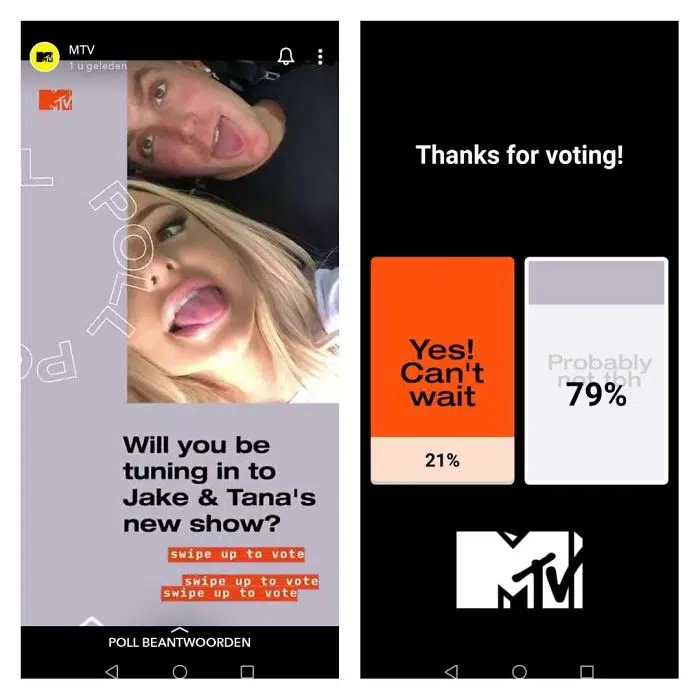 MTV
1 u geleden
MTV
POLL
Will you be
tuning in to
Jake & Tana's
new show?
swipe up to vote
swipe up to vote
swipe up to vote
POLL BEANTWOORDEN
Thanks for voting!
Yes!
Can't
wait
21%
Probably
not tbh
79%
MTV